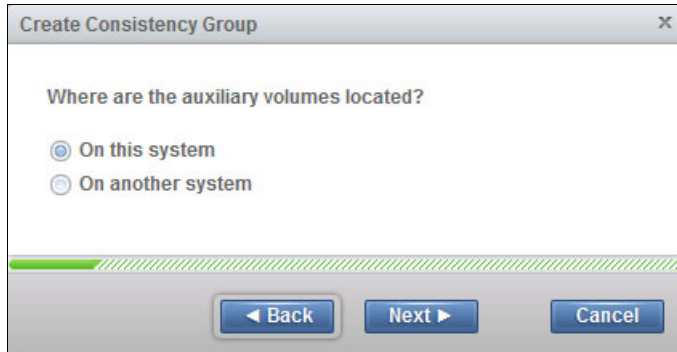 Create Consistency Group x
Where are the auxiliary volumes located?
On this system
On another system
◄ Back Next ► Cancel